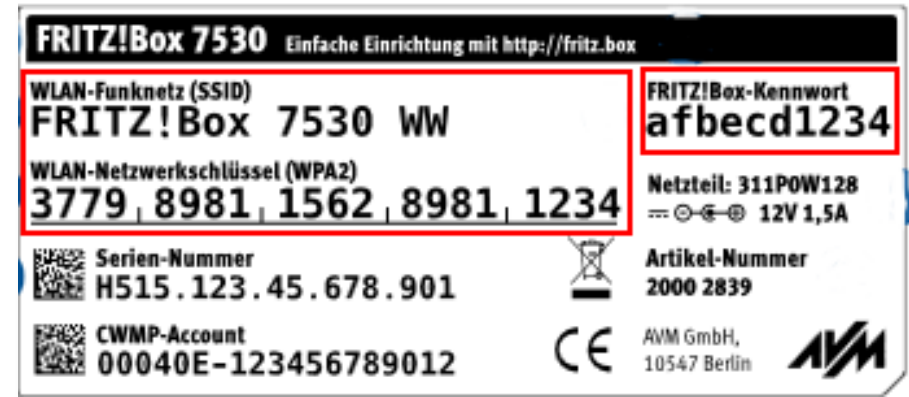 FRITZ!Box 7530 Einfache Einrichtung mit http://fritz.box
WLAN-Funknetz (SSID)
FRITZ!Box 7530 WW
WLAN-Netzwerkschlüssel (WPA2)
3779 8981 1562 8981 1234
FRITZ!Box-Kennwort
afbecd1234
Netzteil: 311P0W128
12V 1,5A
Serien-Nummer
H515.123.45.678.901
Artikel-Nummer
2000 2839
CWMP-Account
00040E-123456789012
CE
AVM GmbH,
10547 Berlin
AVM